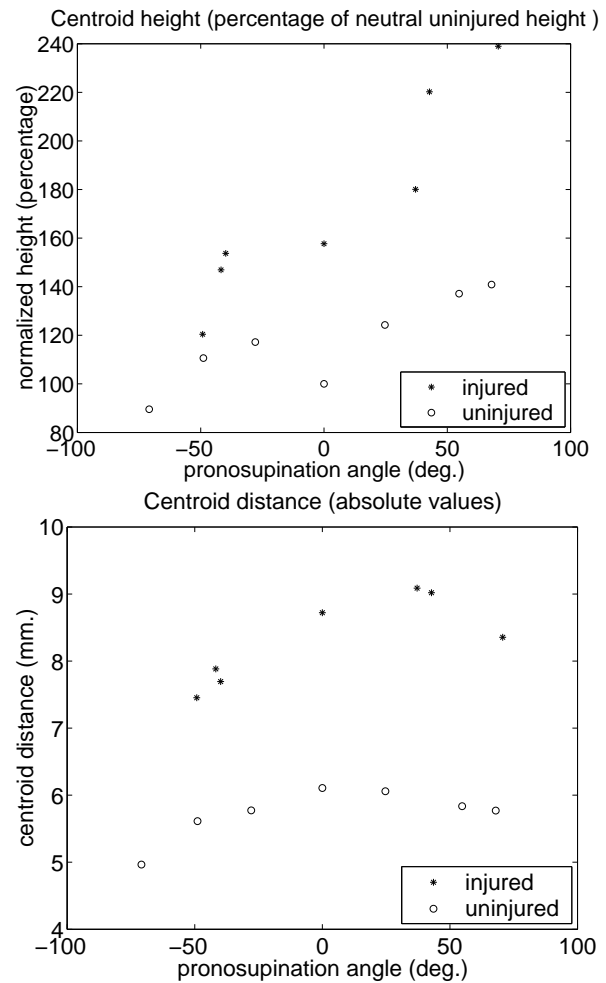 Centroid height (percentage of neutral uninjured height )
240
220
200
180
160
140
120
100
80
normalized height (percentage)
injured
uninjured
−100 −50 0 50 100
pronosupination angle (deg.)
Centroid distance (absolute values)
10
9
8
7
6
5
4
centroid distance (mm.)
injured
uninjured
−100 −50 0 50 100
pronosupination angle (deg.)